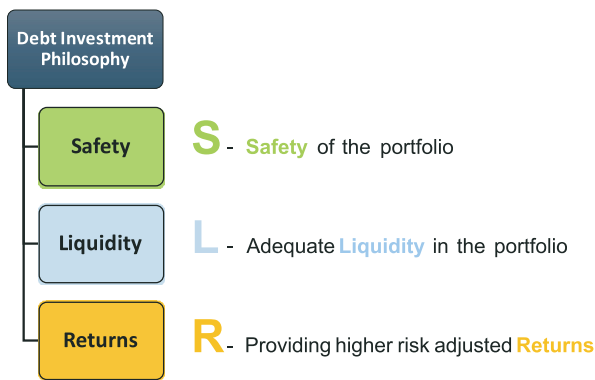 Debt Investment
Philosophy
Safety
S - Safety of the portfolio
Liquidity
L - Adequate Liquidity in the portfolio
Returns
R - Providing higher risk adjusted Returns